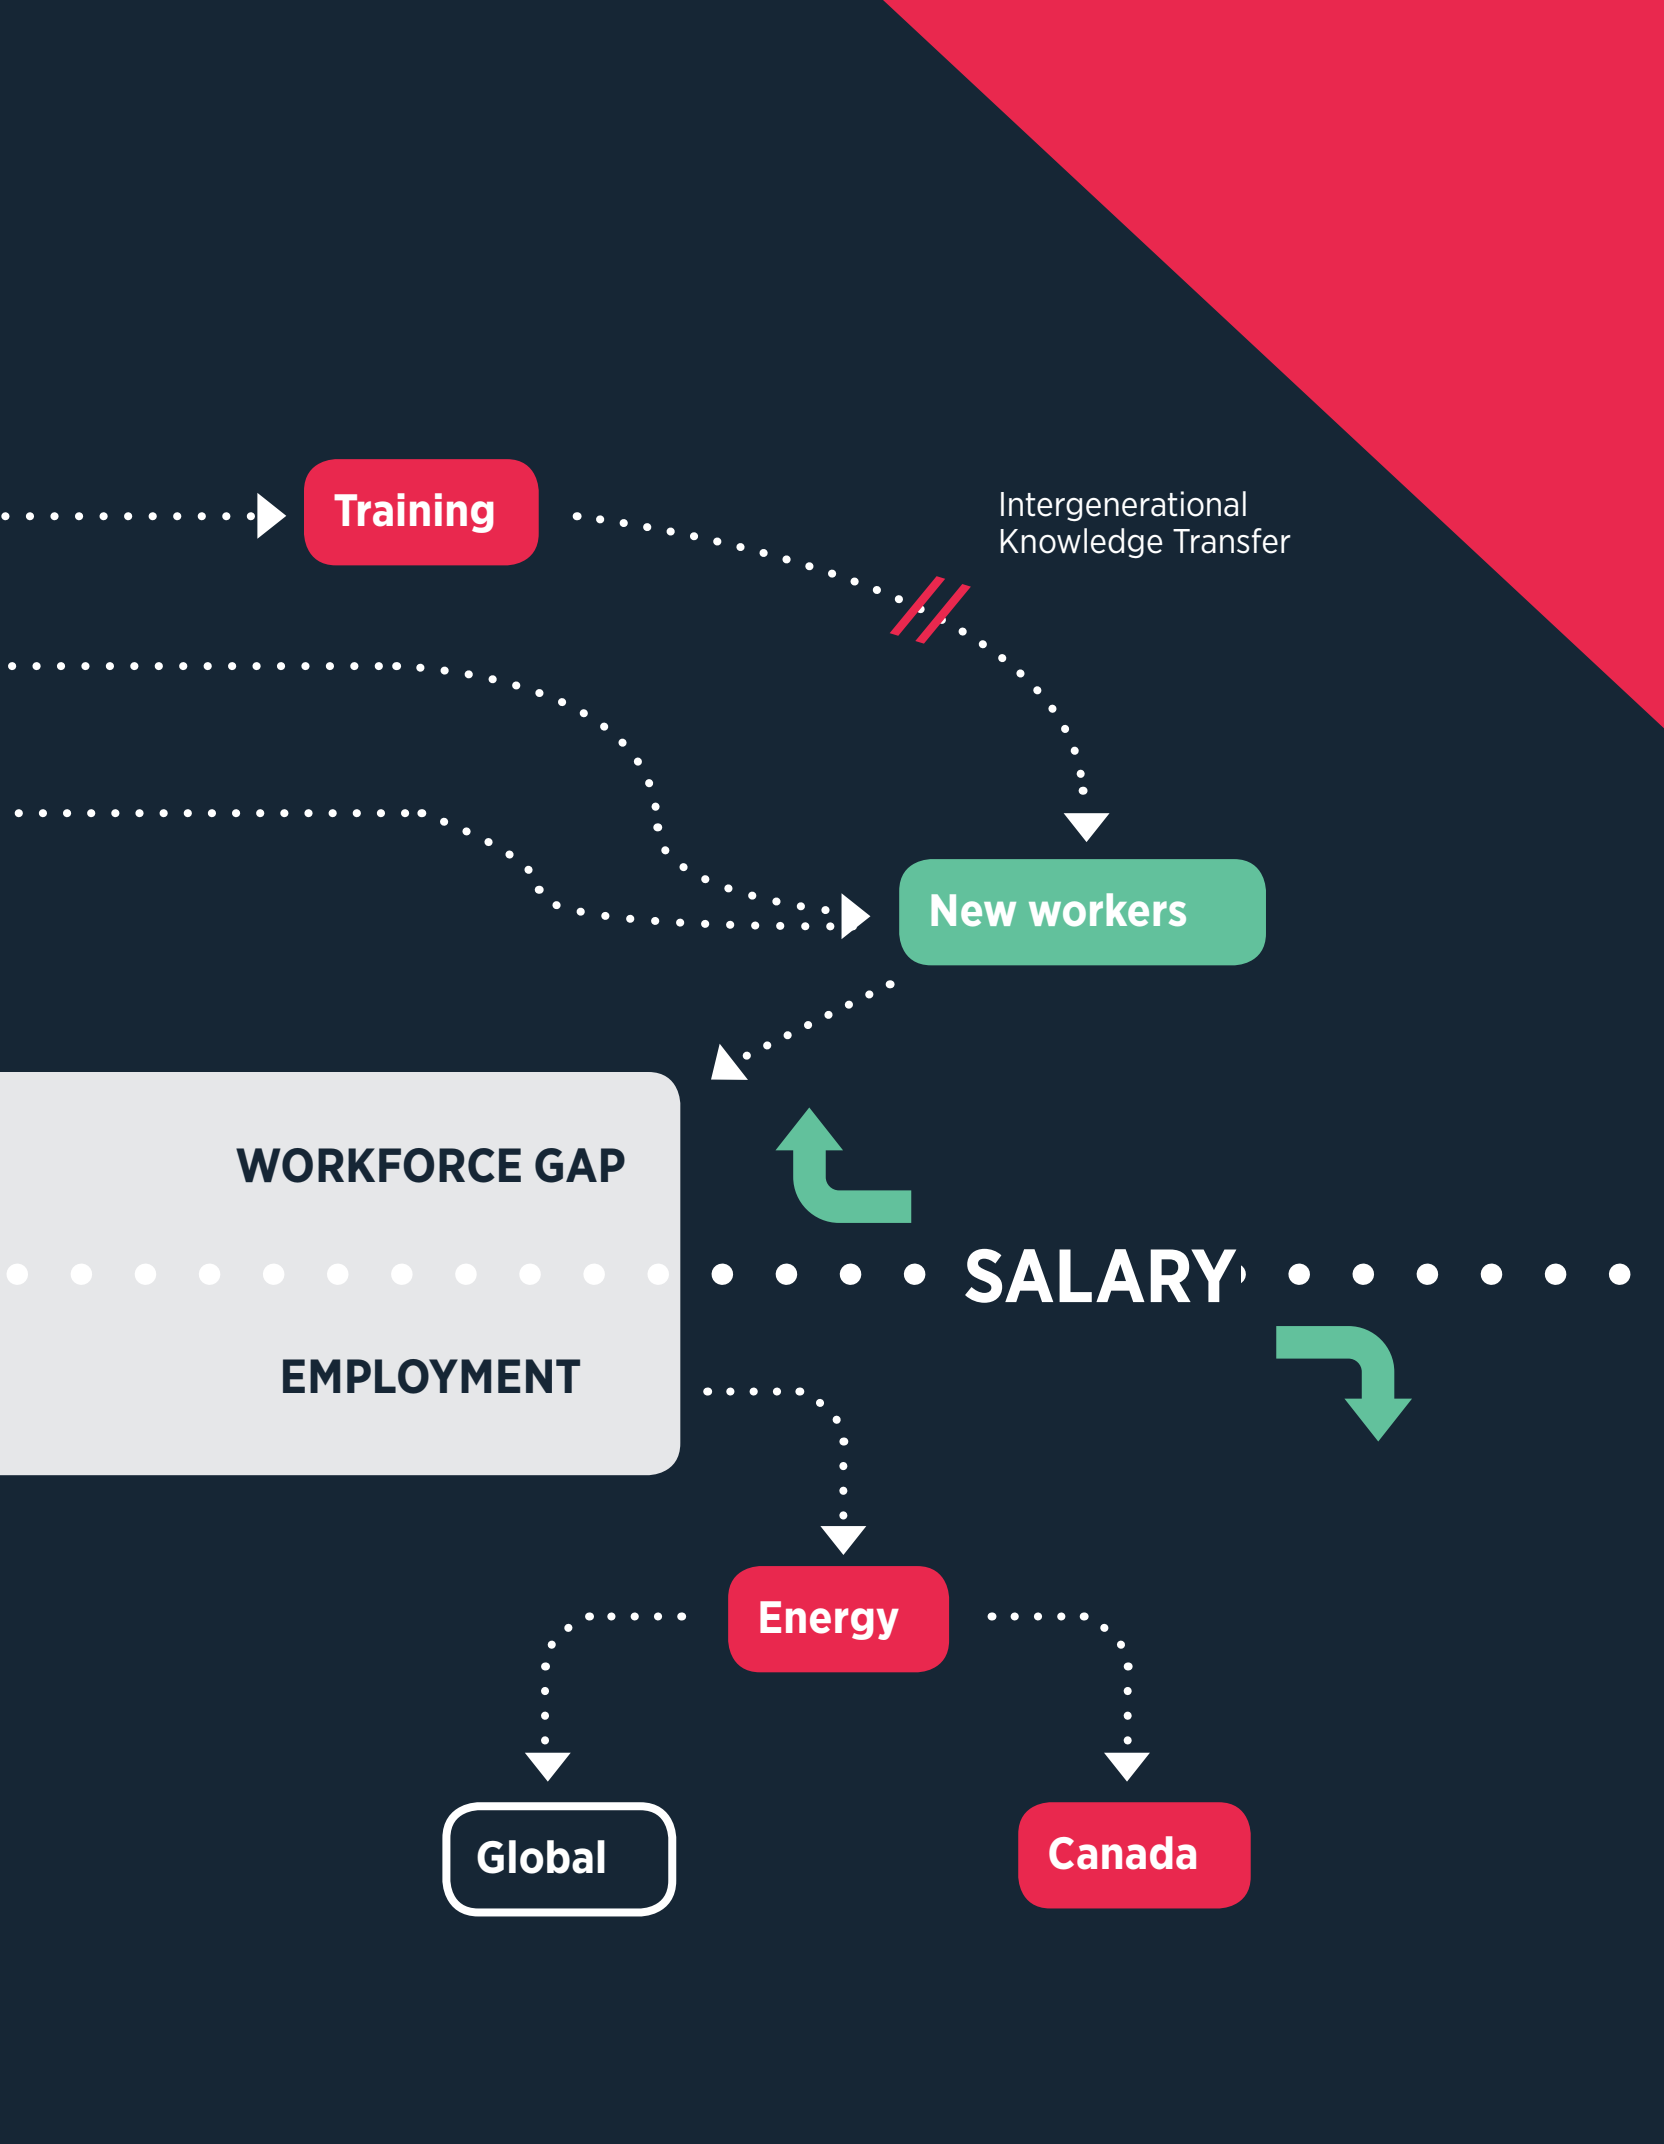 Training
Intergenerational
Knowledge Transfer
New workers
WORKFORCE GAP
SALARY
EMPLOYMENT
Energy
Global
Canada